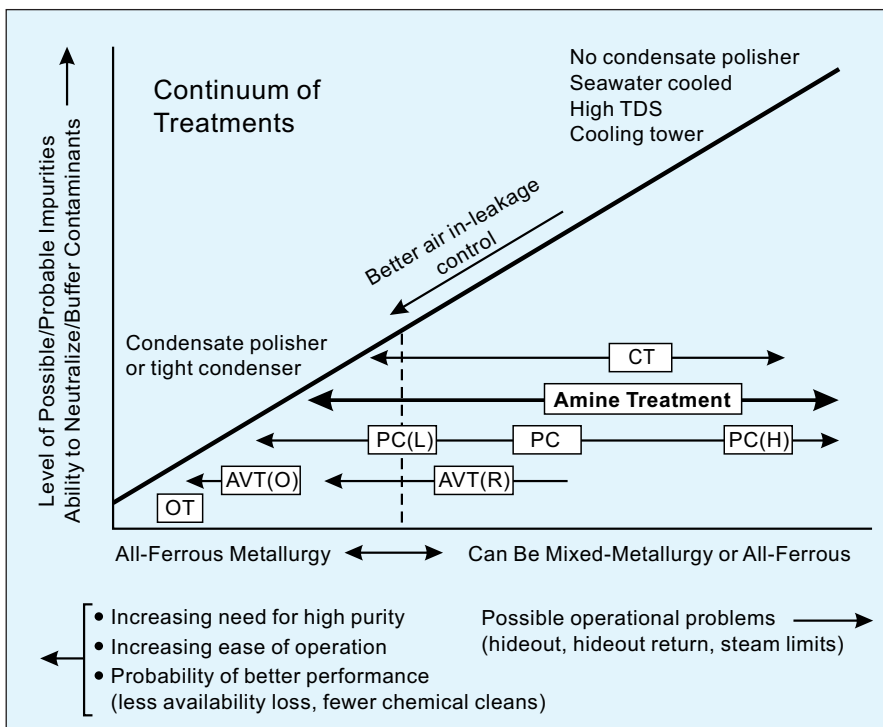 Level of Possible/Probable Impurities
Ability to Neutralize/Buffer Contaminants
Continuum of
Treatments
No condensate polisher
Seawater cooled
High TDS
Cooling tower
Better air in-leakage
control
Condensate polisher
or tight condenser
CT
Amine Treatment
PC(L)
PC
PC(H)
AVT(O)
AVT(R)
OT
All-Ferrous Metallurgy
Can Be Mixed-Metallurgy or All-Ferrous
• Increasing need for high purity
• Increasing ease of operation
• Probability of better performance
(less availability loss, fewer chemical cleans)
Possible operational problems
(hideout, hideout return, steam limits)